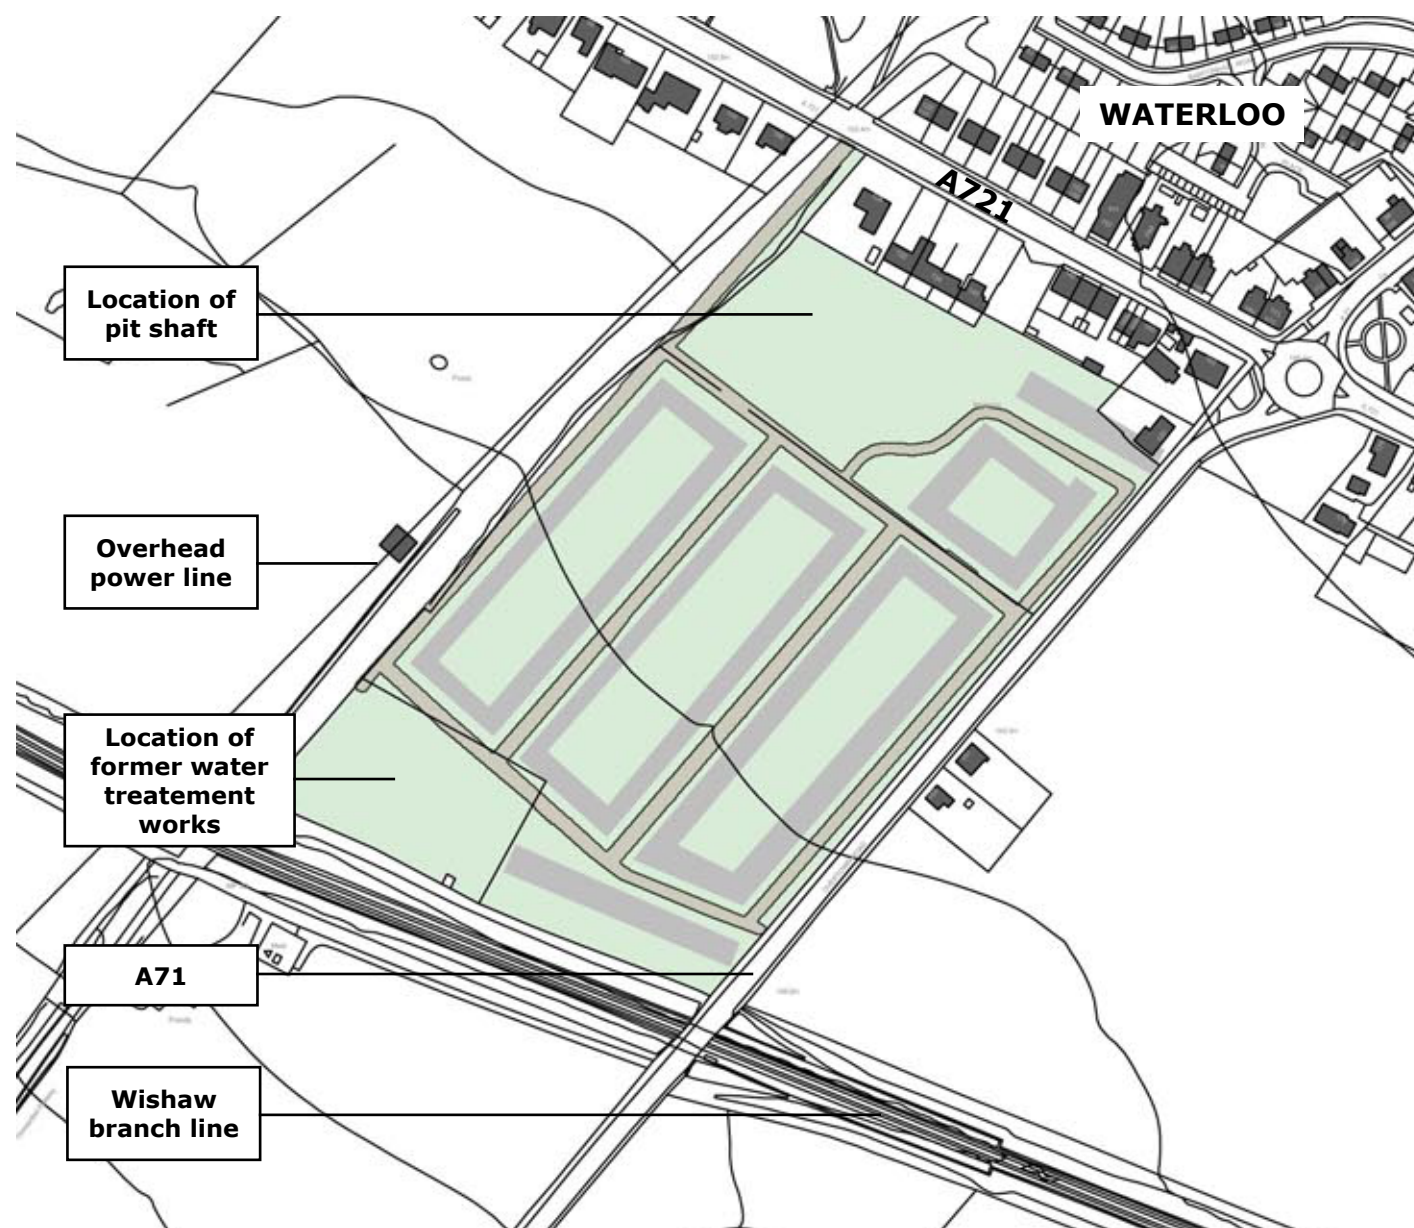 WATERLOO
A721
Location of
pit shaft
Overhead
power line
Location of
former water
treatement
works
A71
Wishaw
branch line